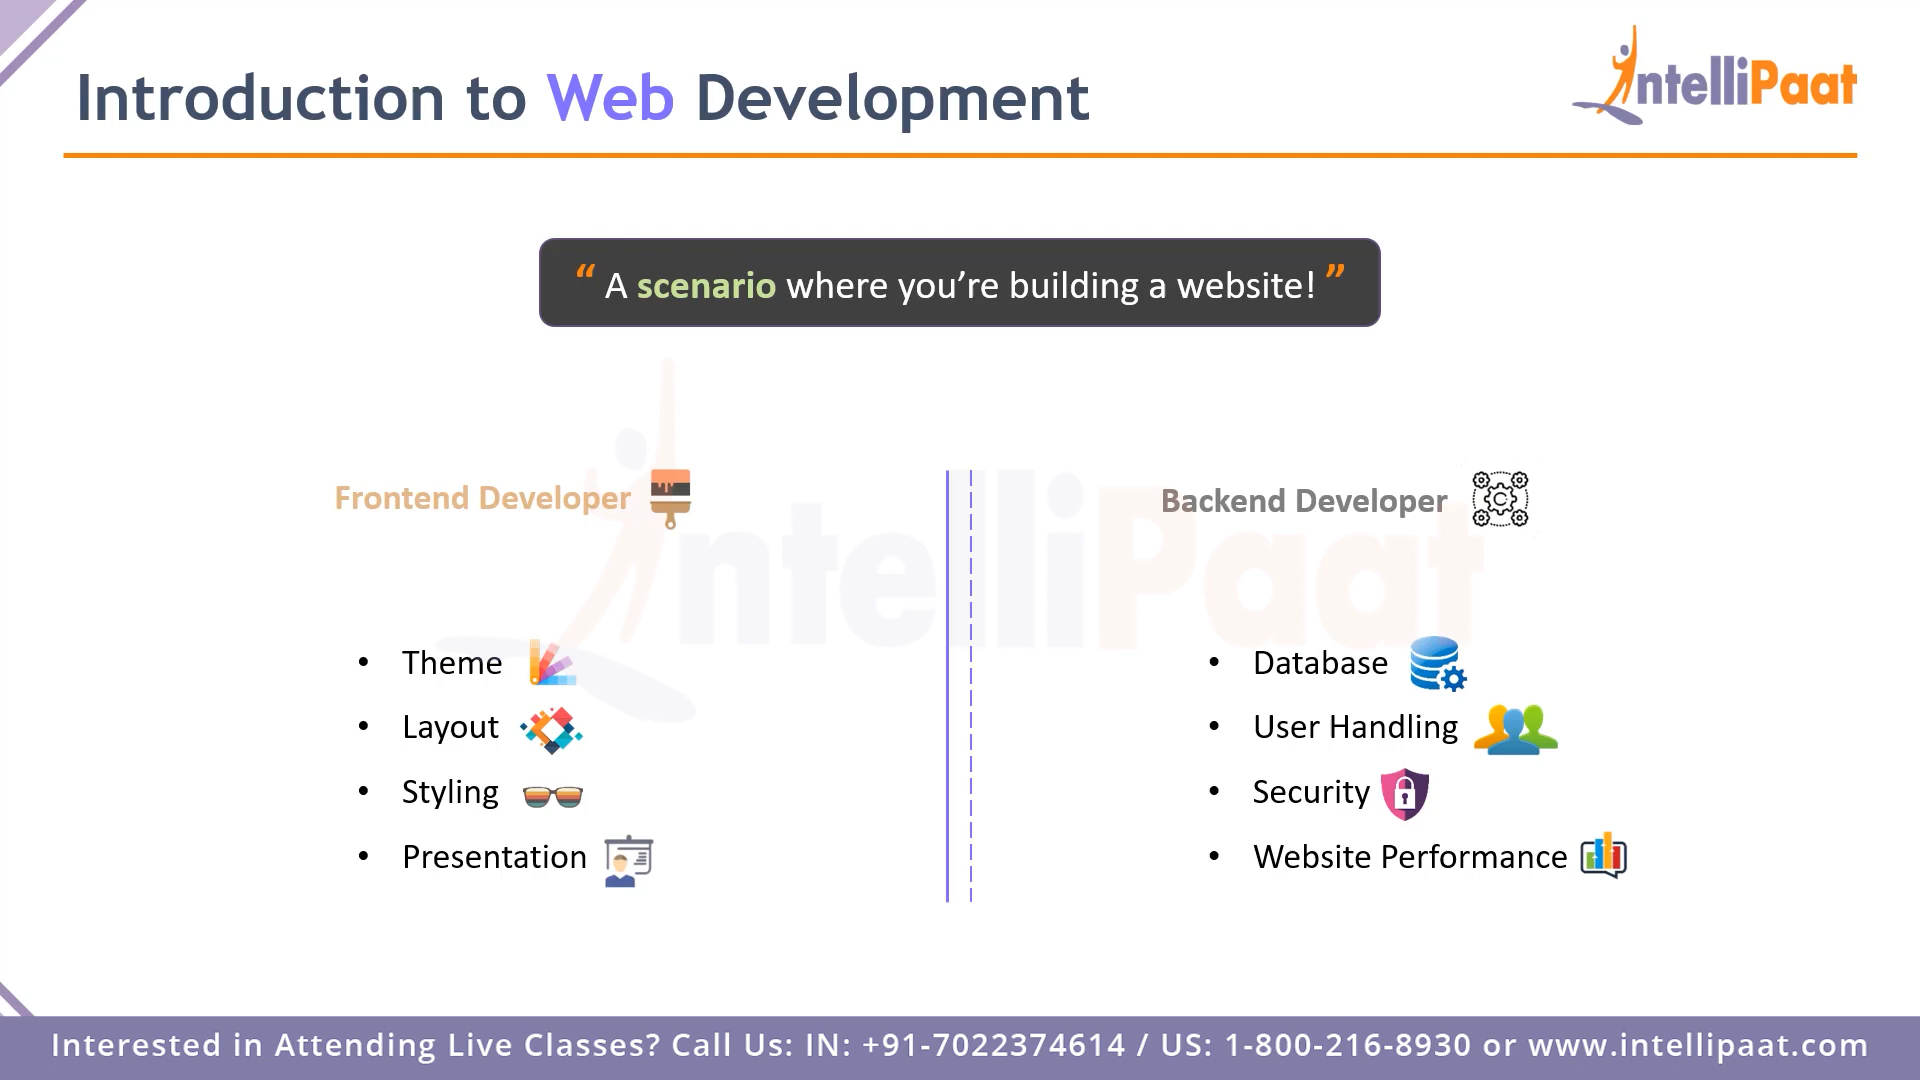 Introduction to Web Development
IntelliPaat
“ A scenario where you’re building a website! ”
Frontend Developer
Backend Developer
IntelliPaat
• Theme
• Layout
• Styling
• Presentation
• Database
• User Handling
• Security
• Website Performance
Interested in Attending Live Classes? Call Us: IN: +91-7022374614 / US: 1-800-216-8930 or www.intellipaat.com